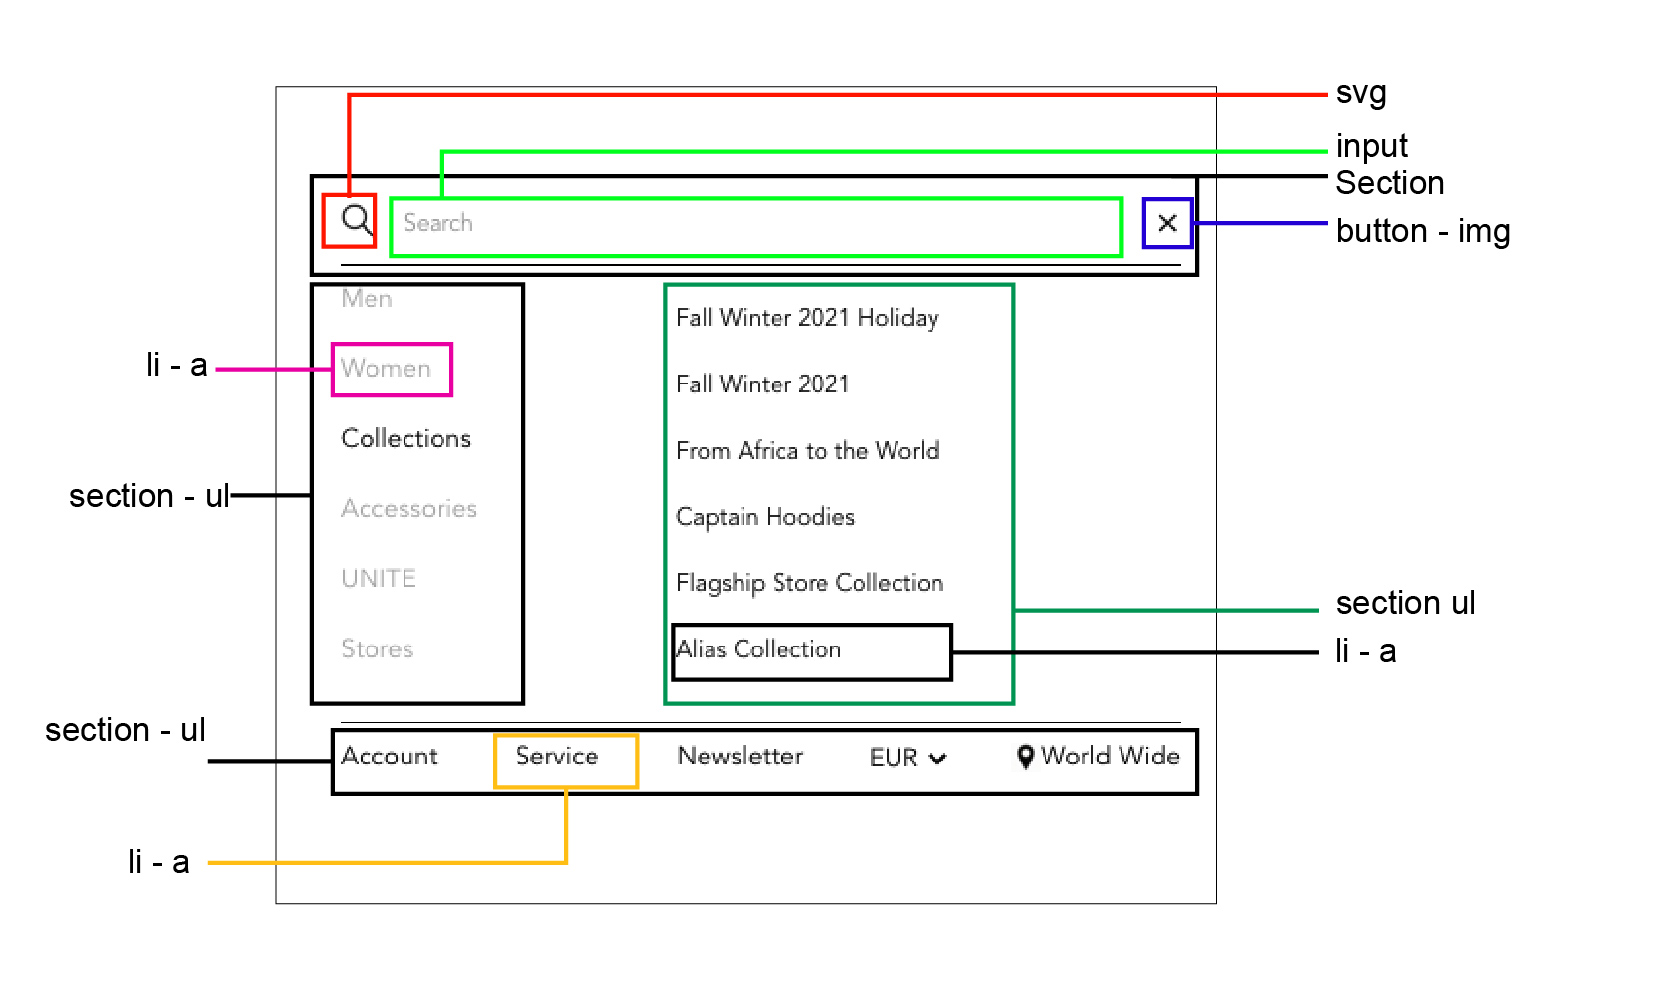 svg
input
Section
Search
button - img
Men
Fall Winter 2021 Holiday
li - a
Women
Fall Winter 2021
Collections
From Africa to the World
section - ul
Accessories
Captain Hoodies
UNITE
Flagship Store Collection
section ul
Stores
Alias Collection
li - a
section - ul
Account
Service
Newsletter
EUR
World Wide
li - a